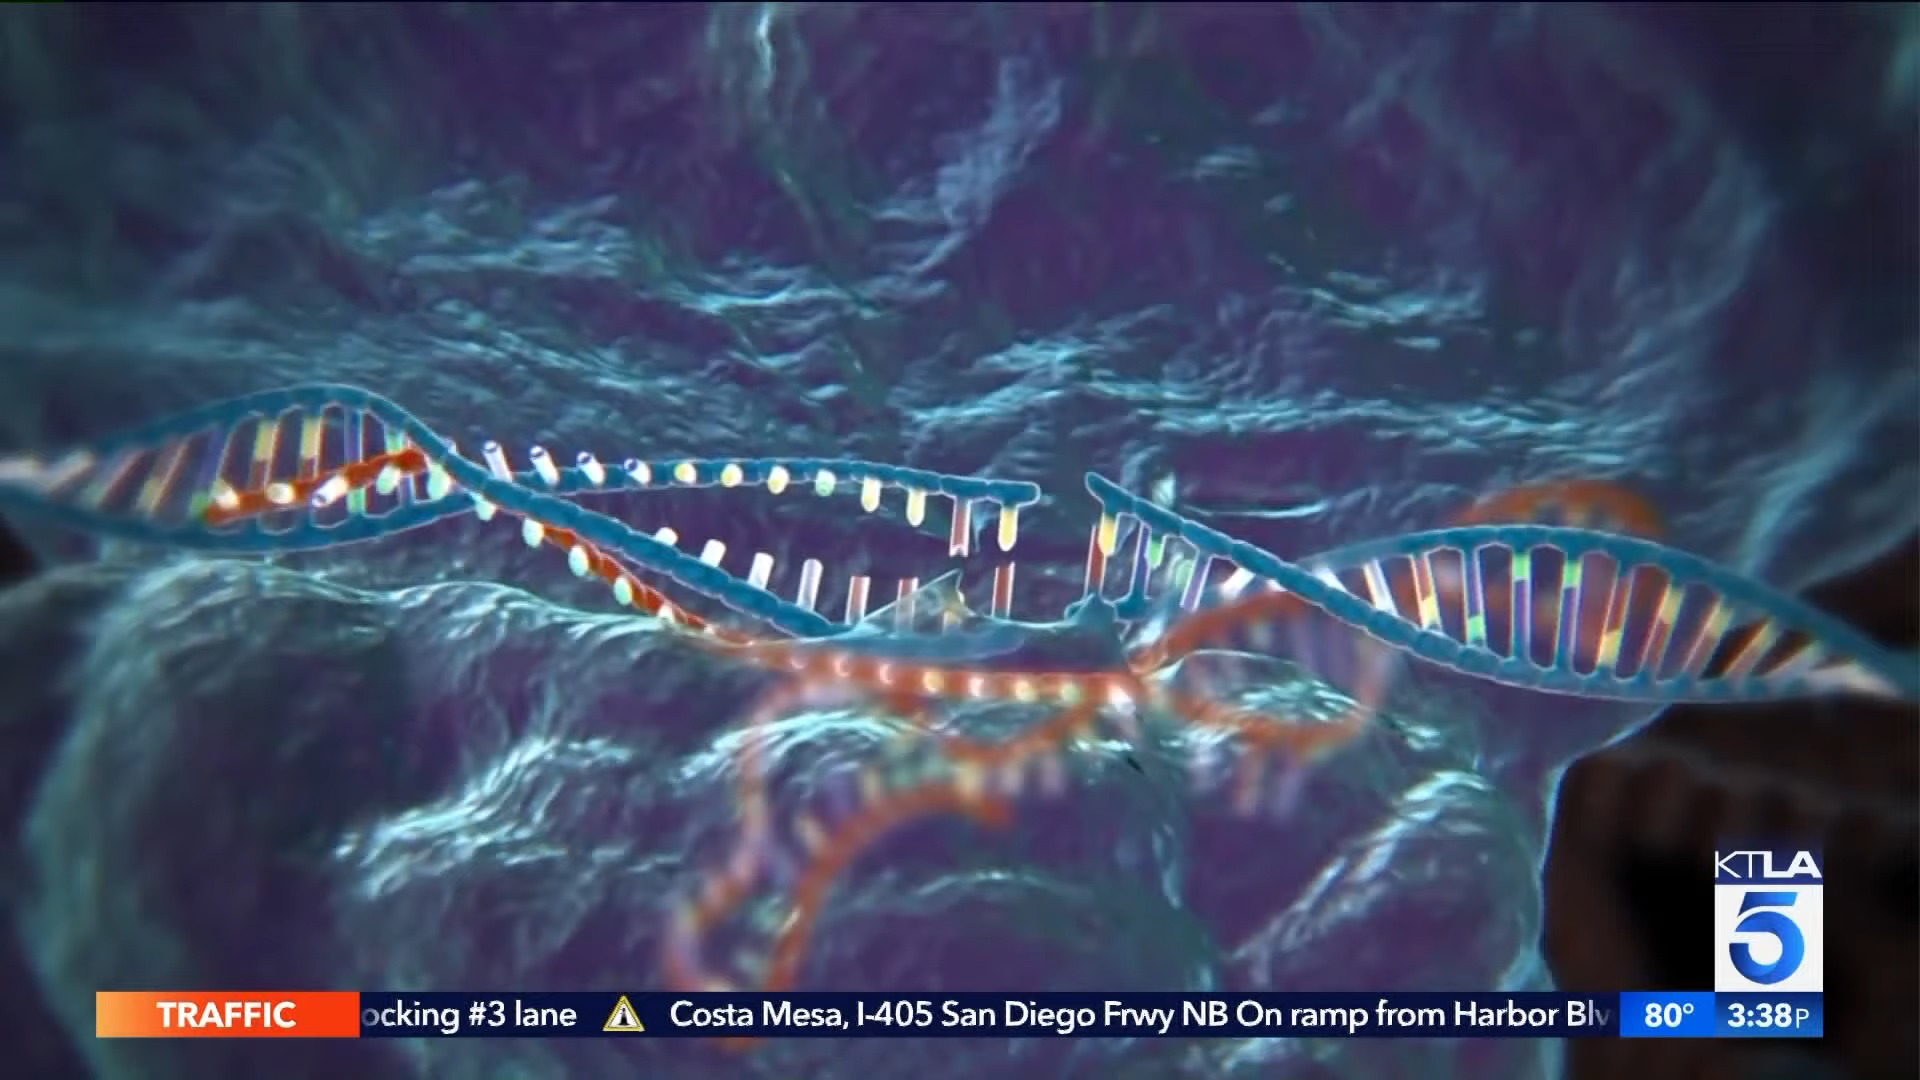 KTLA
5
TRAFFIC
ocking #3 lane
Costa Mesa, I-405 San Diego Frwy NB On ramp from Harbor Blv
80°
3:38P